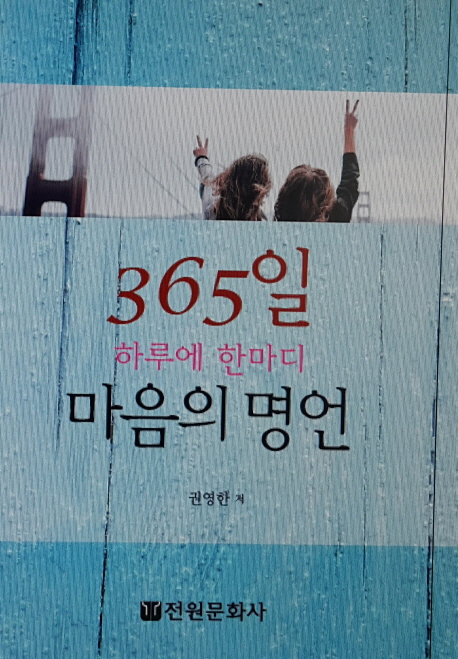 365일
하루에 한마디
마음의 명언
권영한 저
전원문화사